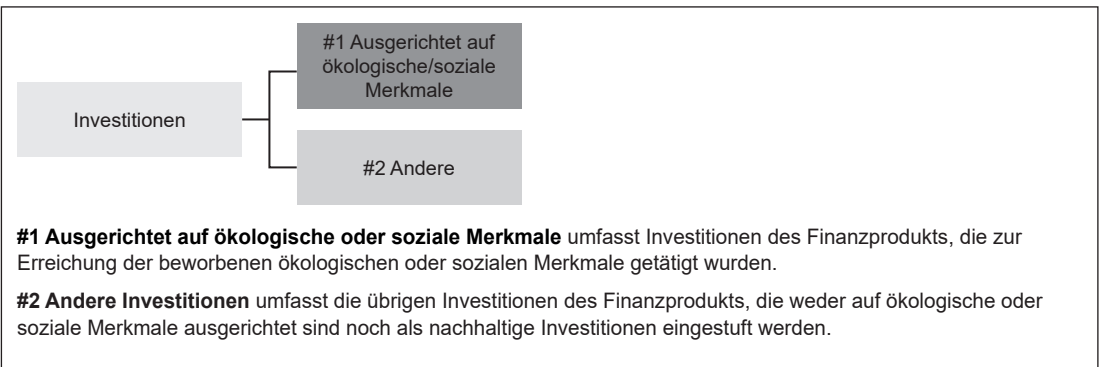 #1 Ausgerichtet auf
ökologische/soziale
Merkmale
Investitionen
#2 Andere
#1 Ausgerichtet auf ökologische oder soziale Merkmale umfasst Investitionen des Finanzprodukts, die zur
Erreichung der beworbenen ökologischen oder sozialen Merkmale getätigt wurden.
#2 Andere Investitionen umfasst die übrigen Investitionen des Finanzprodukts, die weder auf ökologische oder
soziale Merkmale ausgerichtet sind noch als nachhaltige Investitionen eingestuft werden.